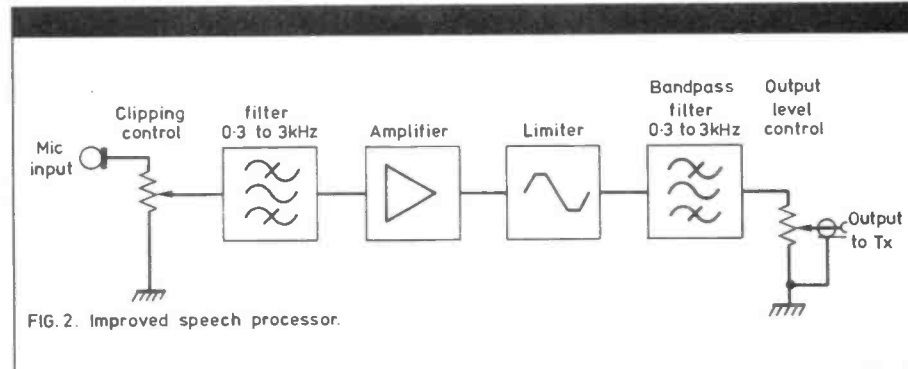 Mic
input
Clipping
control
filter
0·3 to 3kHz
Amplifier
Limiter
Bandpass
filter
0·3 to 3kHz
Output
level
control
Output
to Tx
FIG. 2. Improved speech processor.